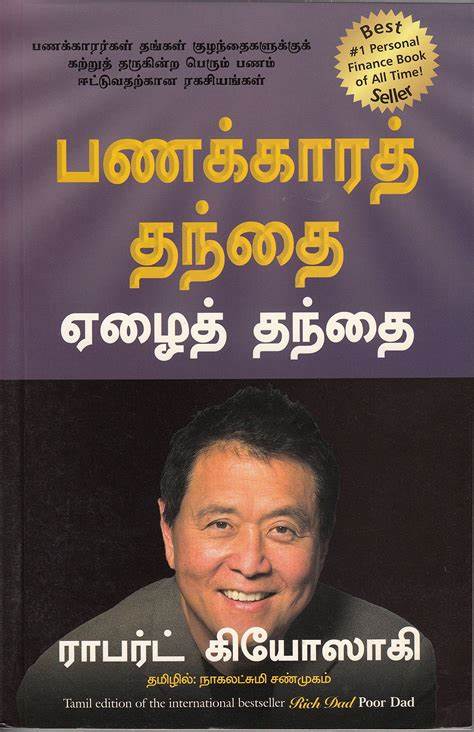 பணக்காரர்கள் தங்கள் குழந்தைகளுக்குக்
கற்றுத் தருகின்ற பெரும் பணம்
ஈட்டுவதற்கான ரகசியங்கள்
Best
#1 Personal
Finance Book
of All Time!
Seller
பணக்காரத்
தந்தை
ஏழைத் தந்தை
ராபர்ட் கியோஸாகி
தமிழில்: நாகலட்சுமி சண்முகம்
Tamil edition of the international bestseller Rich Dad Poor Dad